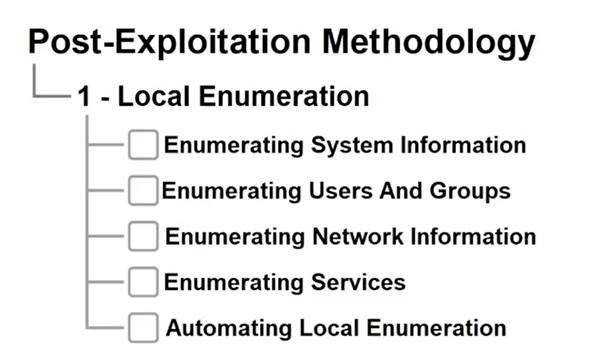 Post-Exploitation Methodology
1 - Local Enumeration
Enumerating System Information
Enumerating Users And Groups
Enumerating Network Information
Enumerating Services
Automating Local Enumeration